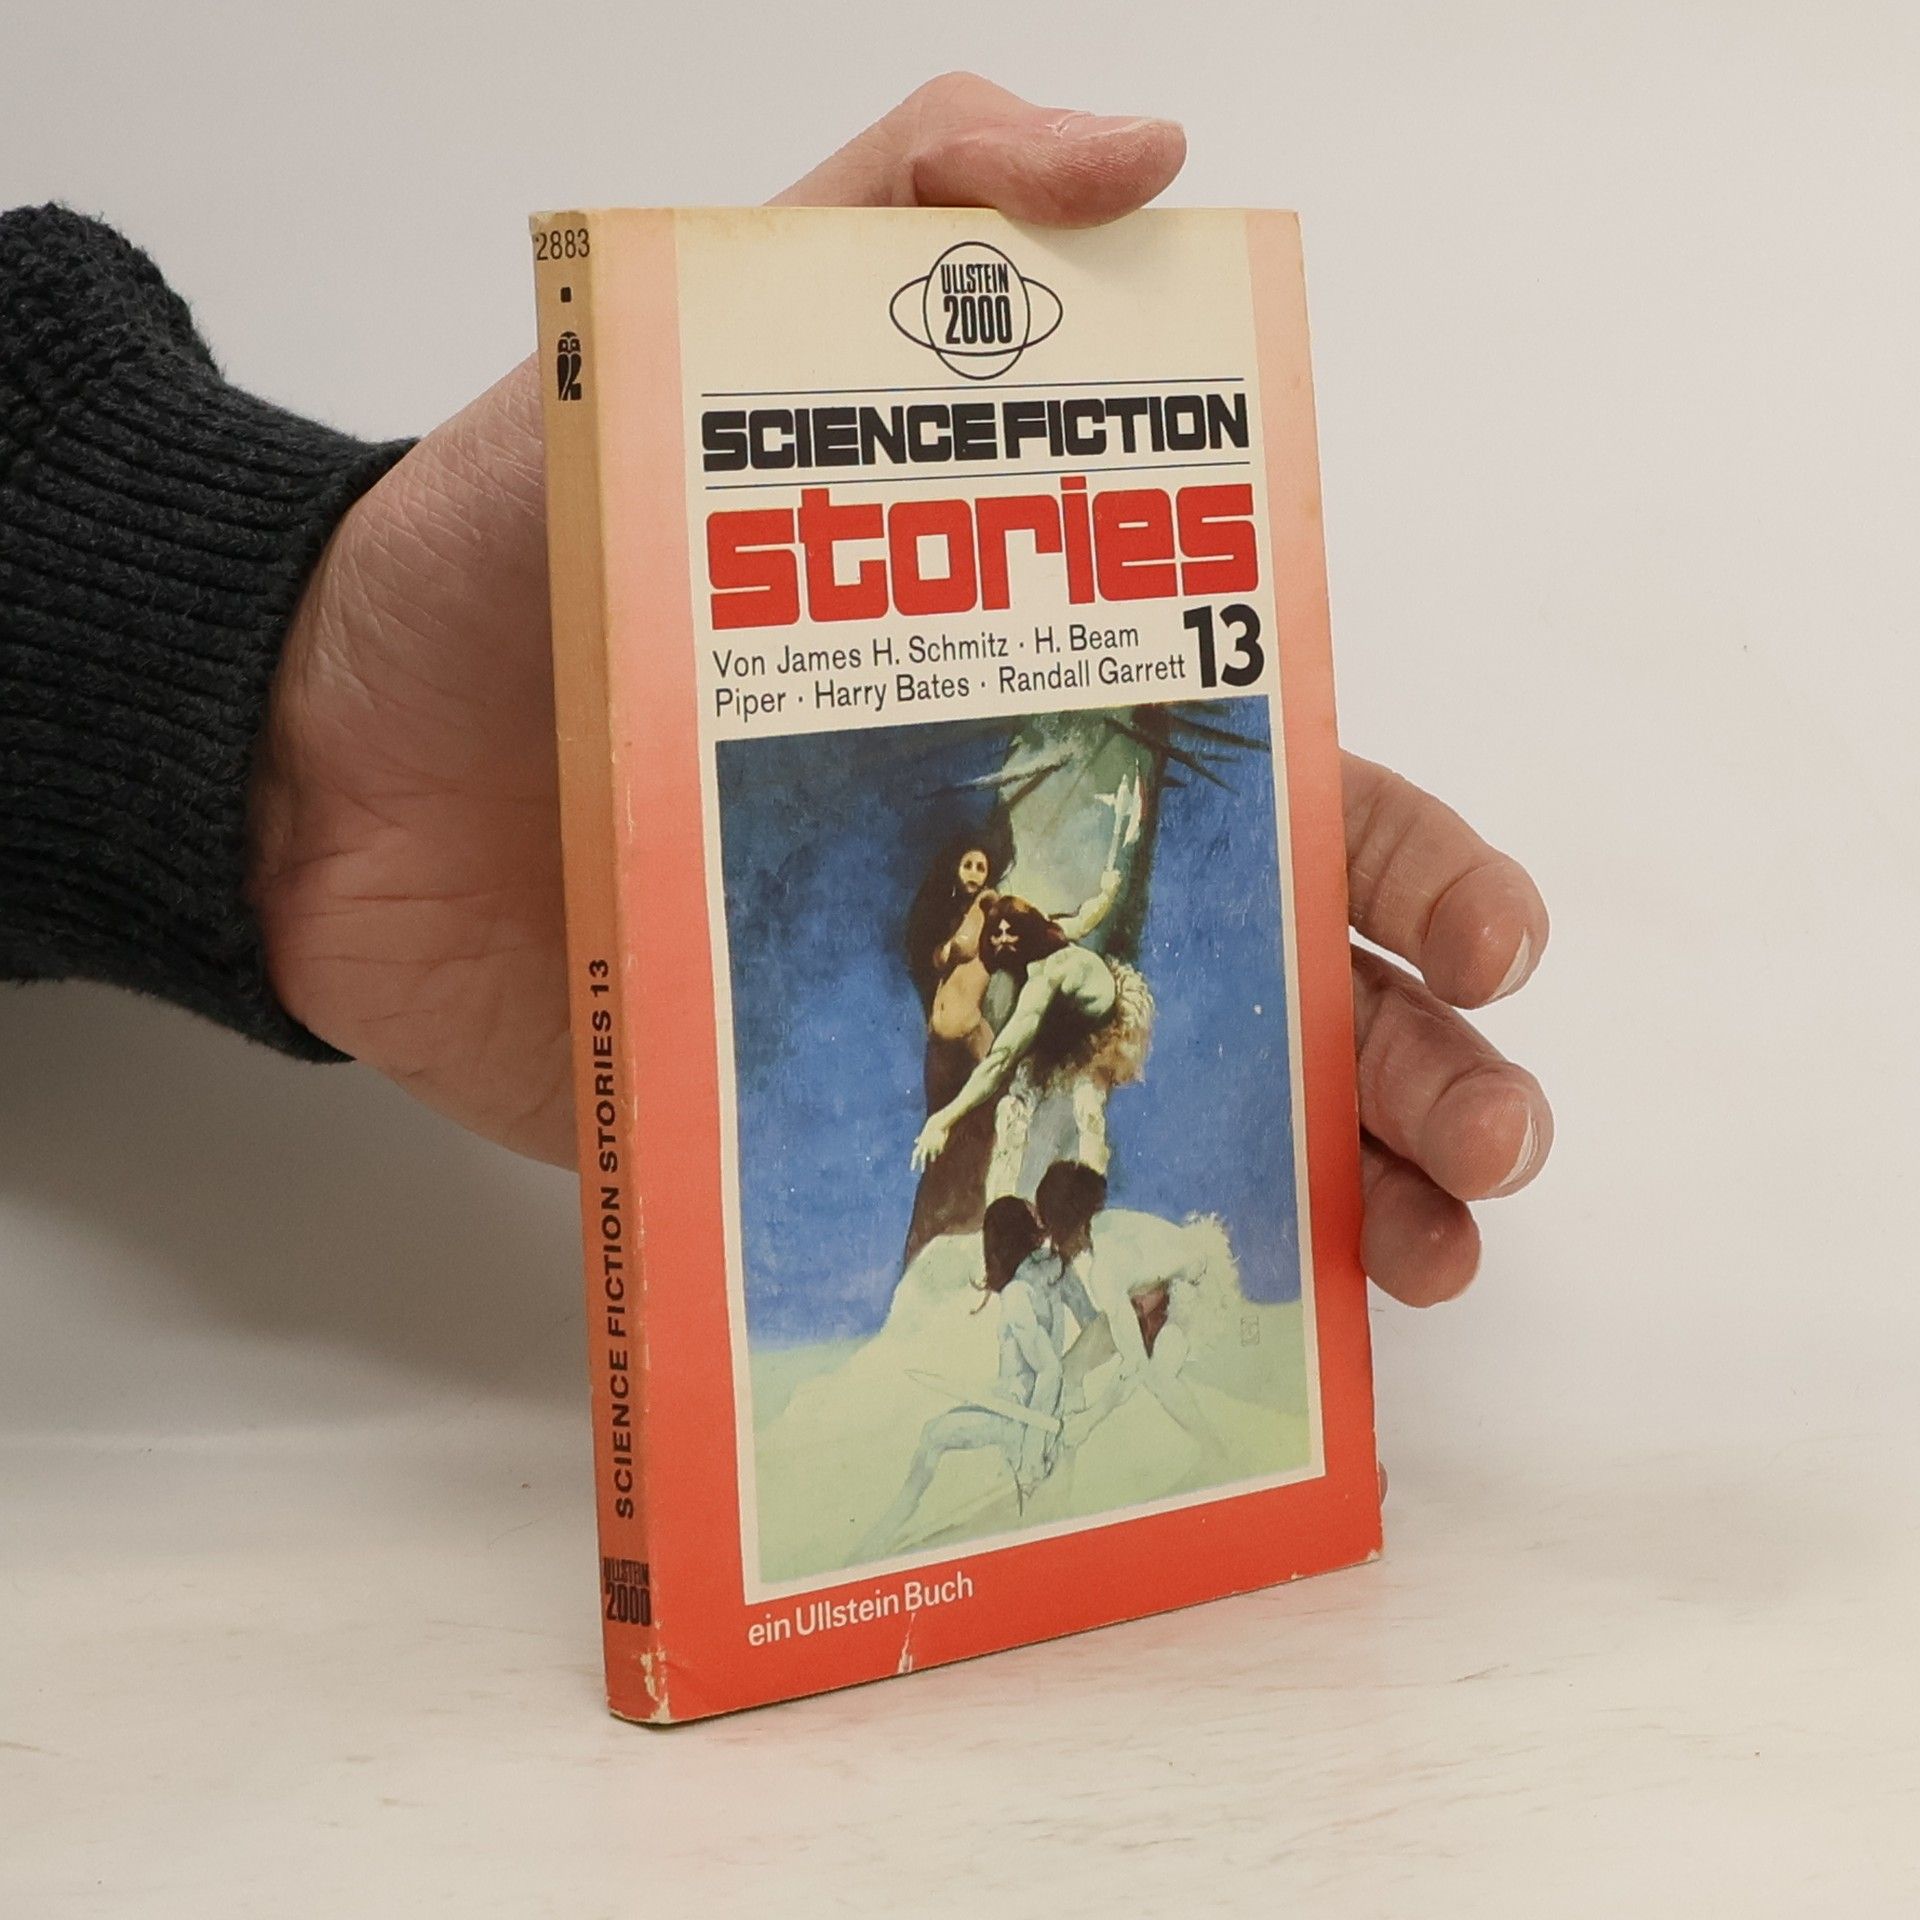 2883
ULLSTEIN
2000
SCIENCE FICTION
stories
13
Von James H. Schmitz · H. Beam
Piper · Harry Bates · Randall Garrett
ein Ullstein Buch
SCIENCE FICTION STORIES 13
ULLSTEIN
2000